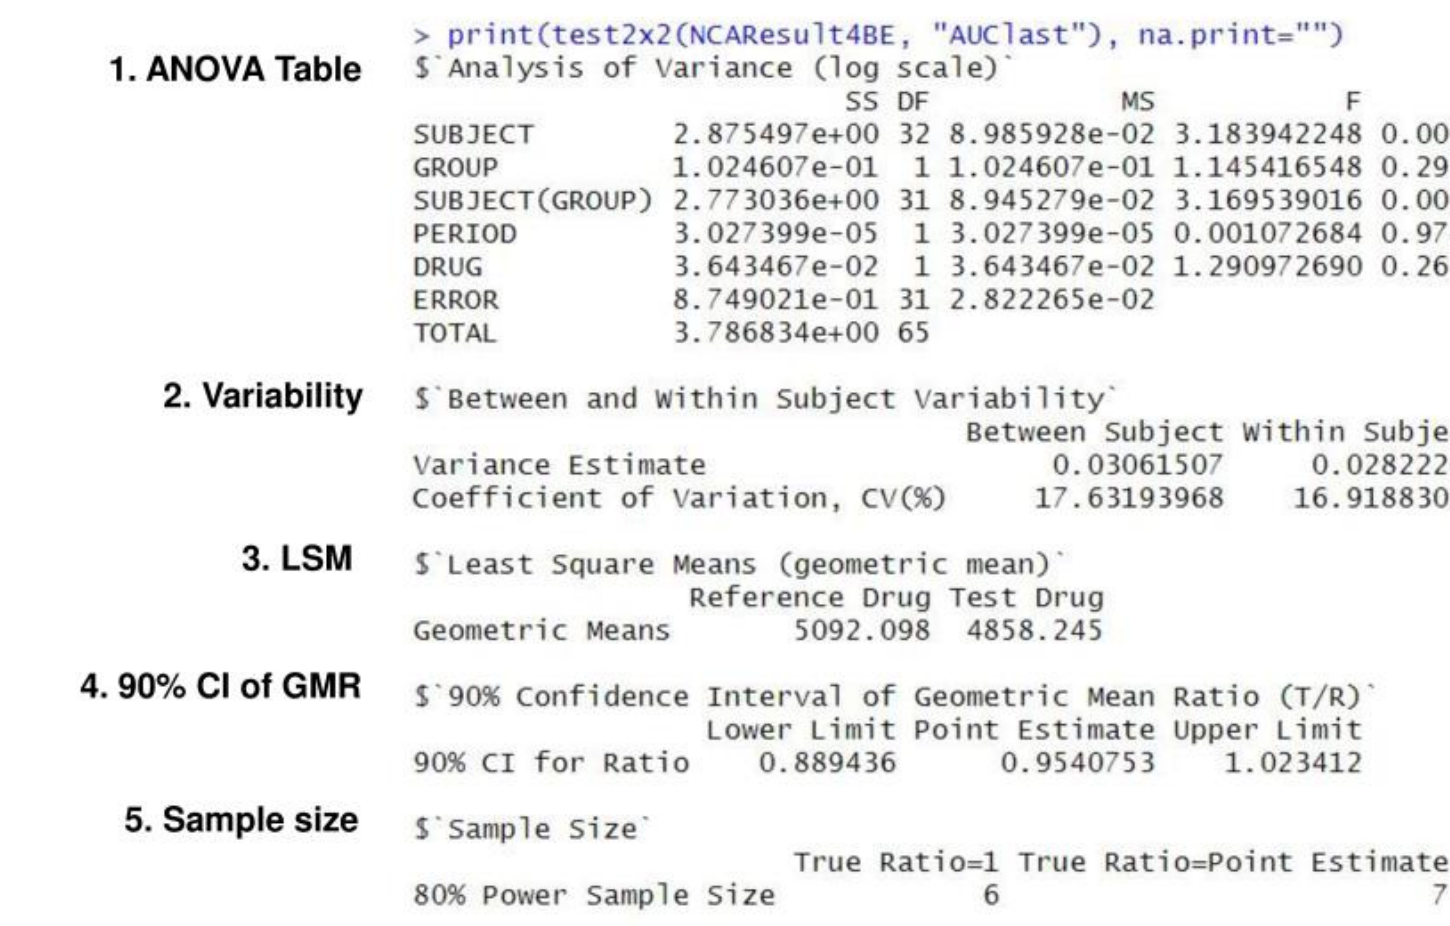 > print(test2x2(NCAResult4BE, "AUClast"), na.print="")
1. ANOVA Table
$`Analysis of Variance (log scale)`
SS DF MS F
SUBJECT 2.875497e+00 32 8.985928e-02 3.183942248 0.00
GROUP 1.024607e-01 1 1.024607e-01 1.145416548 0.29
SUBJECT(GROUP) 2.773036e+00 31 8.945279e-02 3.169539016 0.00
PERIOD 3.027399e-05 1 3.027399e-05 0.001072684 0.97
DRUG 3.643467e-02 1 3.643467e-02 1.290972690 0.26
ERROR 8.749021e-01 31 2.822265e-02
TOTAL 3.786834e+00 65
2. Variability
$`Between and Within Subject Variability`
Between Subject Within Subje
Variance Estimate 0.03061507 0.028222
Coefficient of Variation, CV(%) 17.63193968 16.918830
3. LSM
$`Least Square Means (geometric mean)`
Reference Drug Test Drug
Geometric Means 5092.098 4858.245
4. 90% CI of GMR
$`90% Confidence Interval of Geometric Mean Ratio (T/R)`
Lower Limit Point Estimate Upper Limit
90% CI for Ratio 0.889436 0.9540753 1.023412
5. Sample size
$`Sample Size`
True Ratio=1 True Ratio=Point Estimate
80% Power Sample Size 6 7